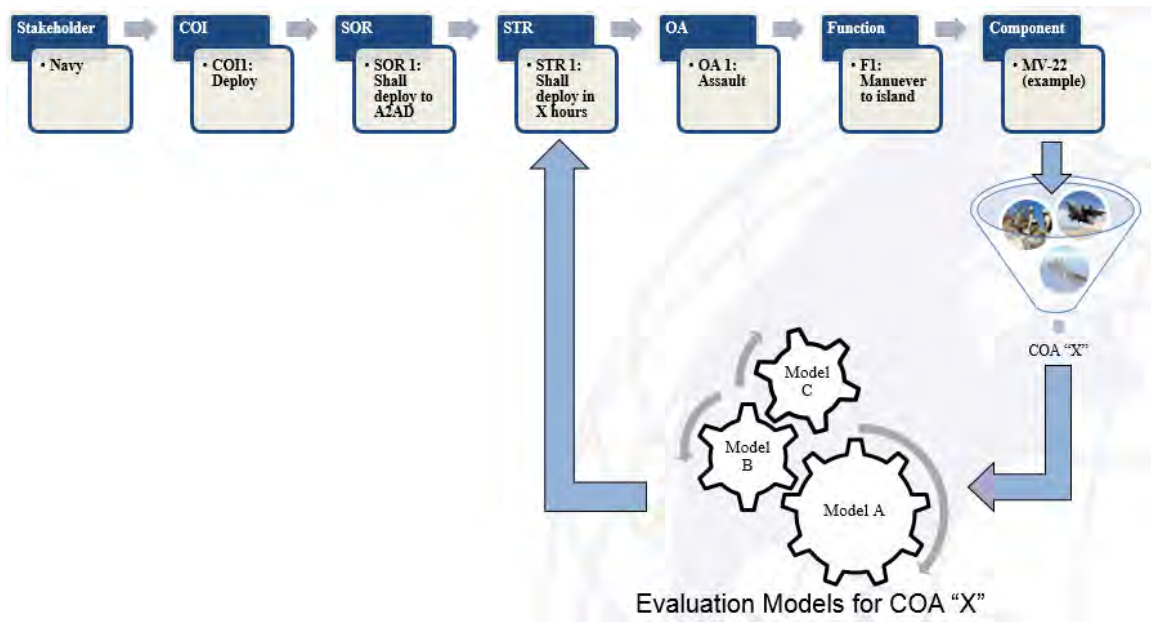 Stakeholder
COI
SOR
STR
OA
Function
Component
• Navy
• COI1:
Deploy
• SOR 1:
Shall
deploy to
A2AD
• STR 1:
Shall
deploy in
X hours
• OA 1:
Assault
• F1:
Manuever
to island
• MV-22
(example)
COA "X"
Model
C
Model
B
Model A
Evaluation Models for COA "X"